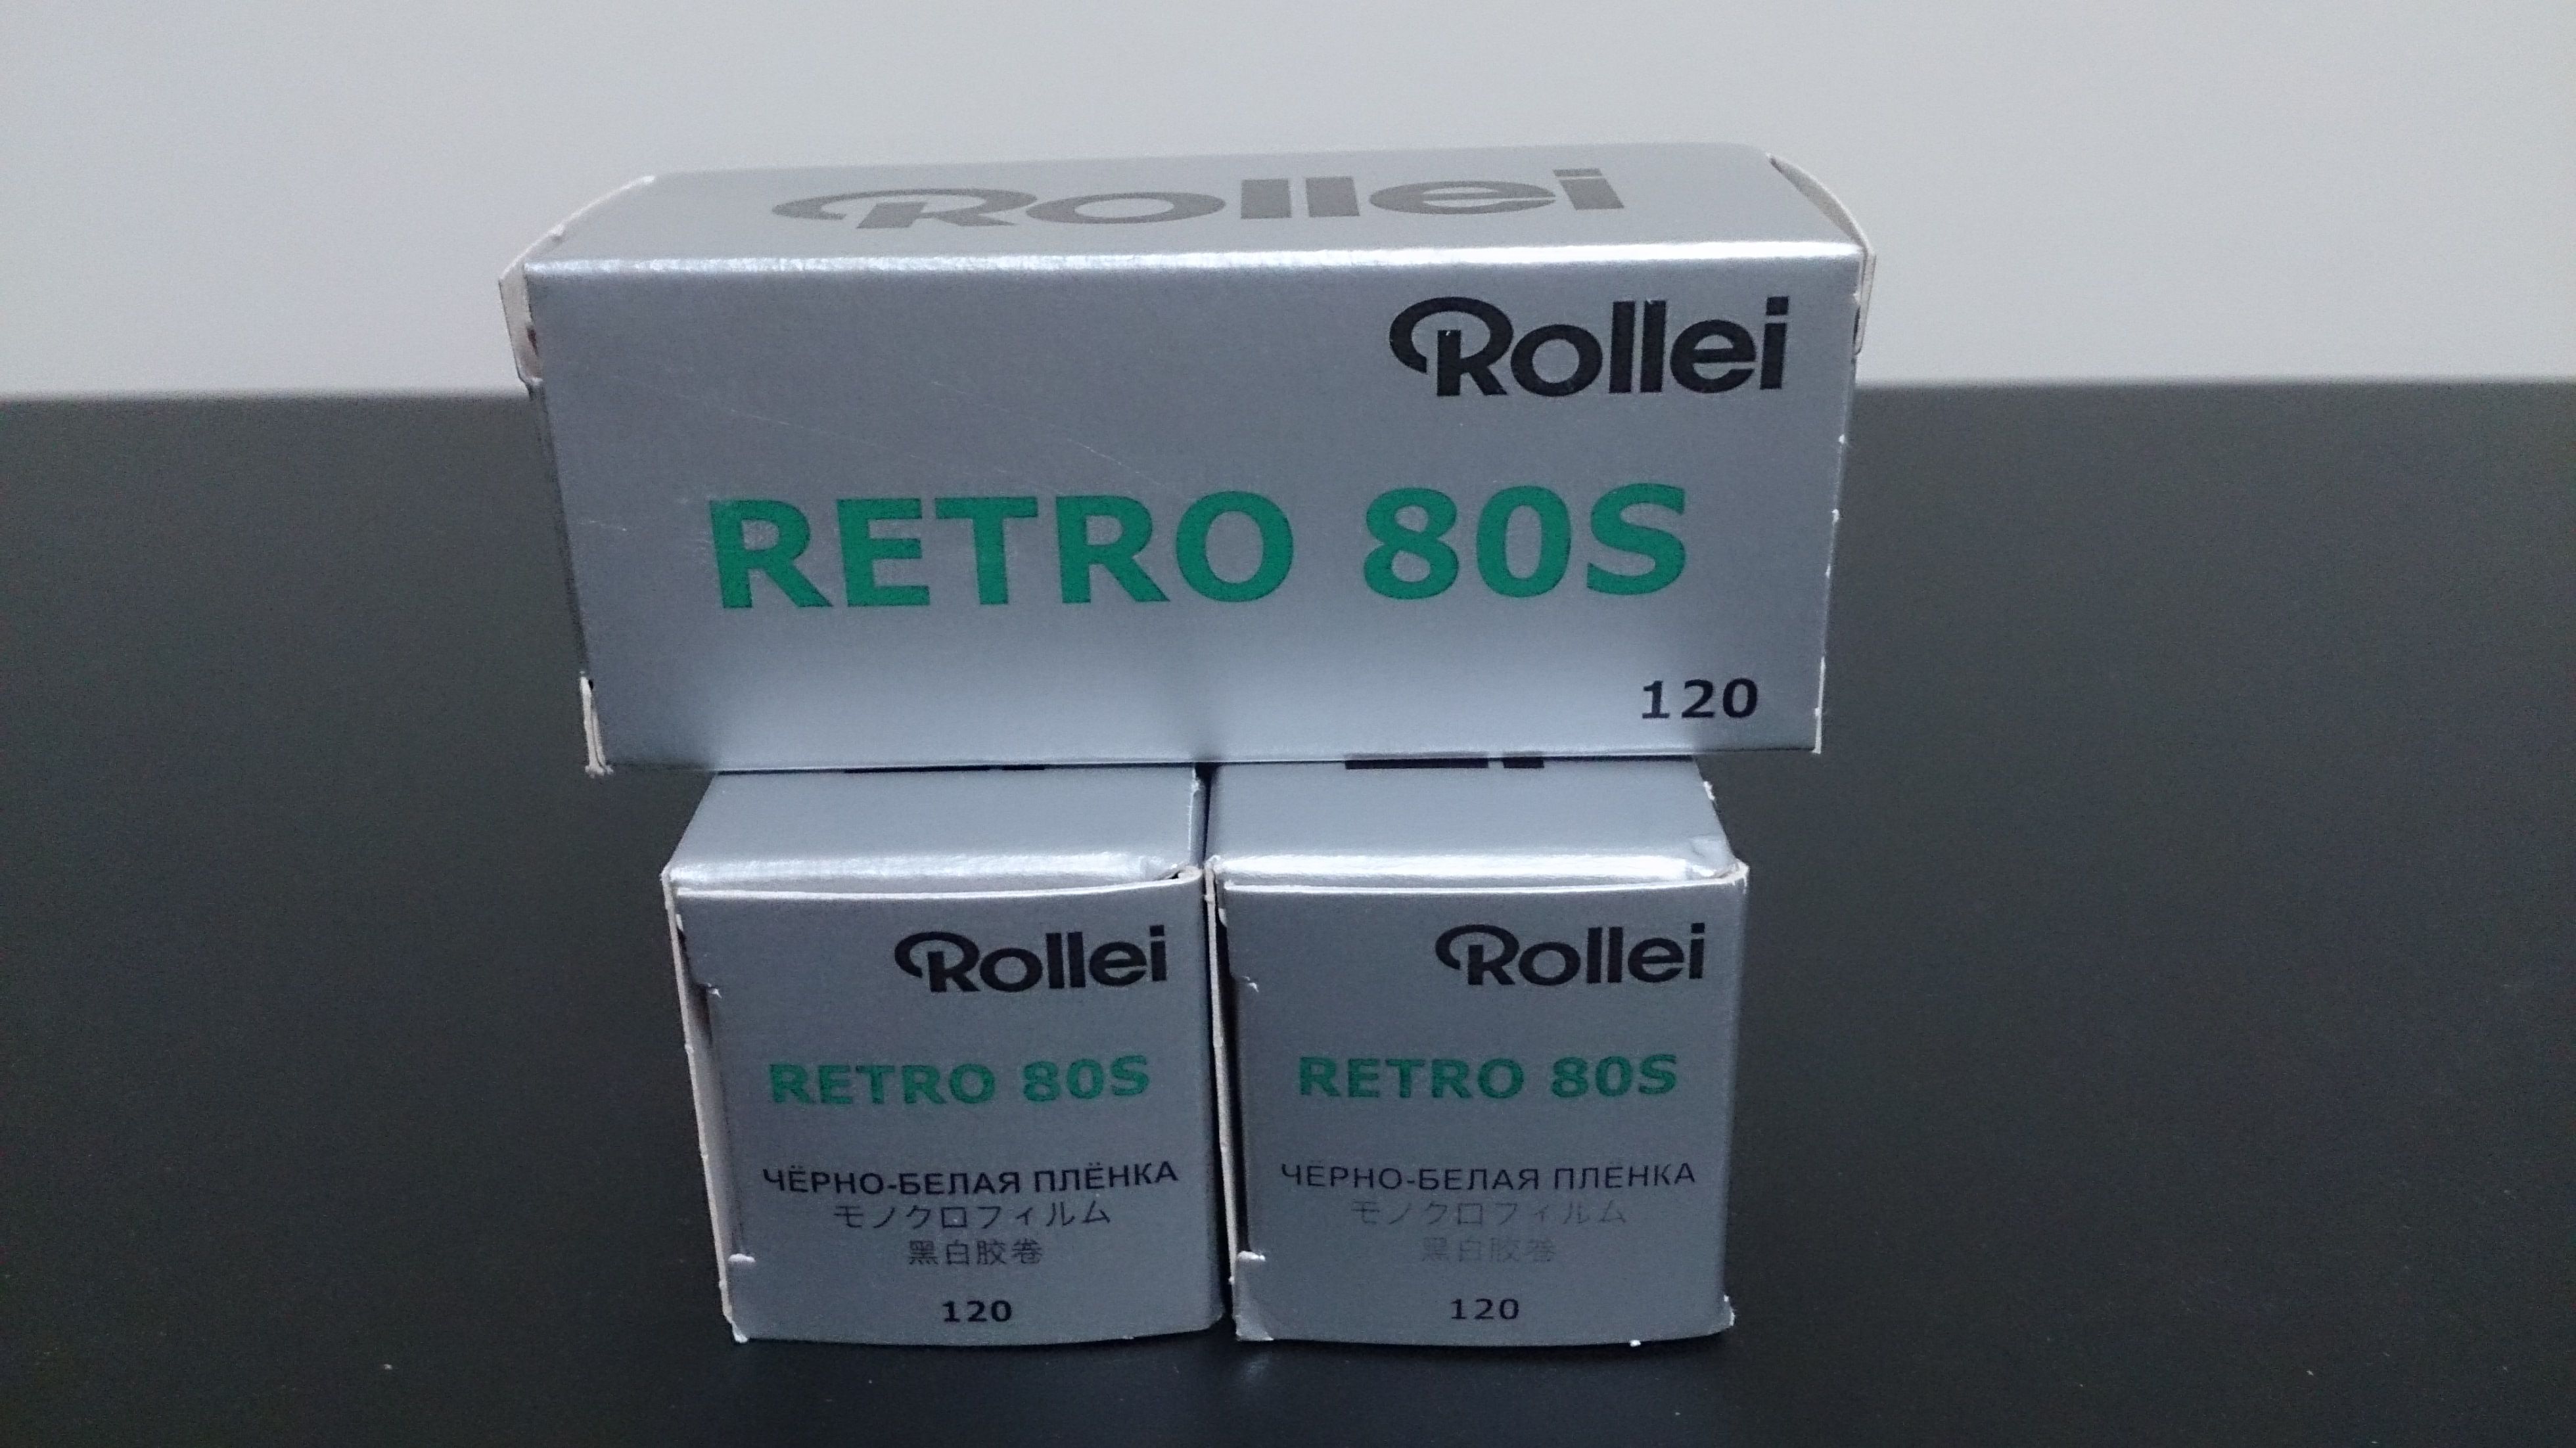 Rollei
Rollei
RETRO 80S
120
Rollei
RETRO 80S
ЧЁРНО-БЕЛАЯ ПЛЁНКА
モノクロフィルム
黑白胶卷
120
Rollei
RETRO 80S
ЧЁРНО-БЕЛАЯ ПЛЁНКА
モノクロフィルム
黑白胶卷
120